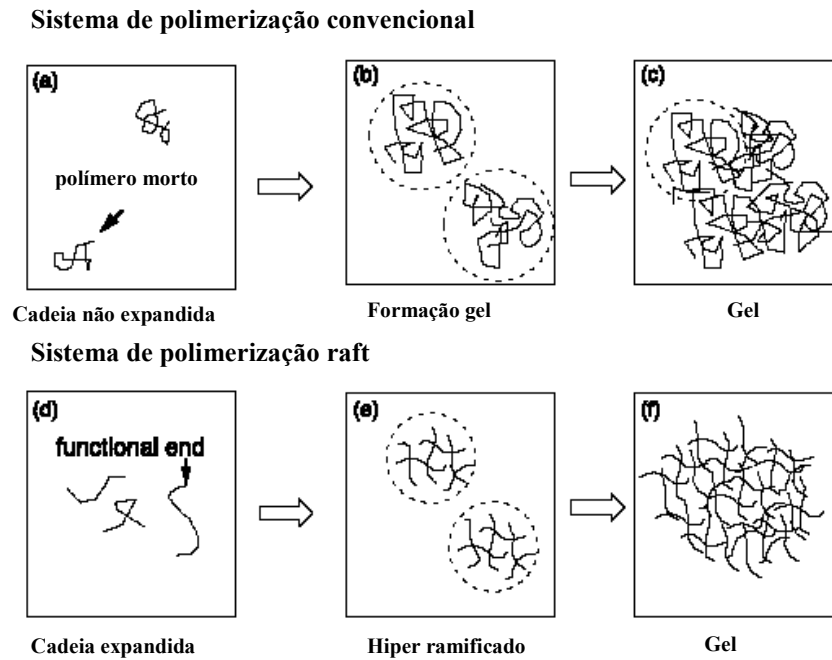 Sistema de polimerização convencional
(a)
(b)
(c)
polímero morto
Cadeia não expandida
Formação gel
Gel
Sistema de polimerização raft
(d)
(e)
(f)
functional end
Cadeia expandida
Hiper ramificado
Gel